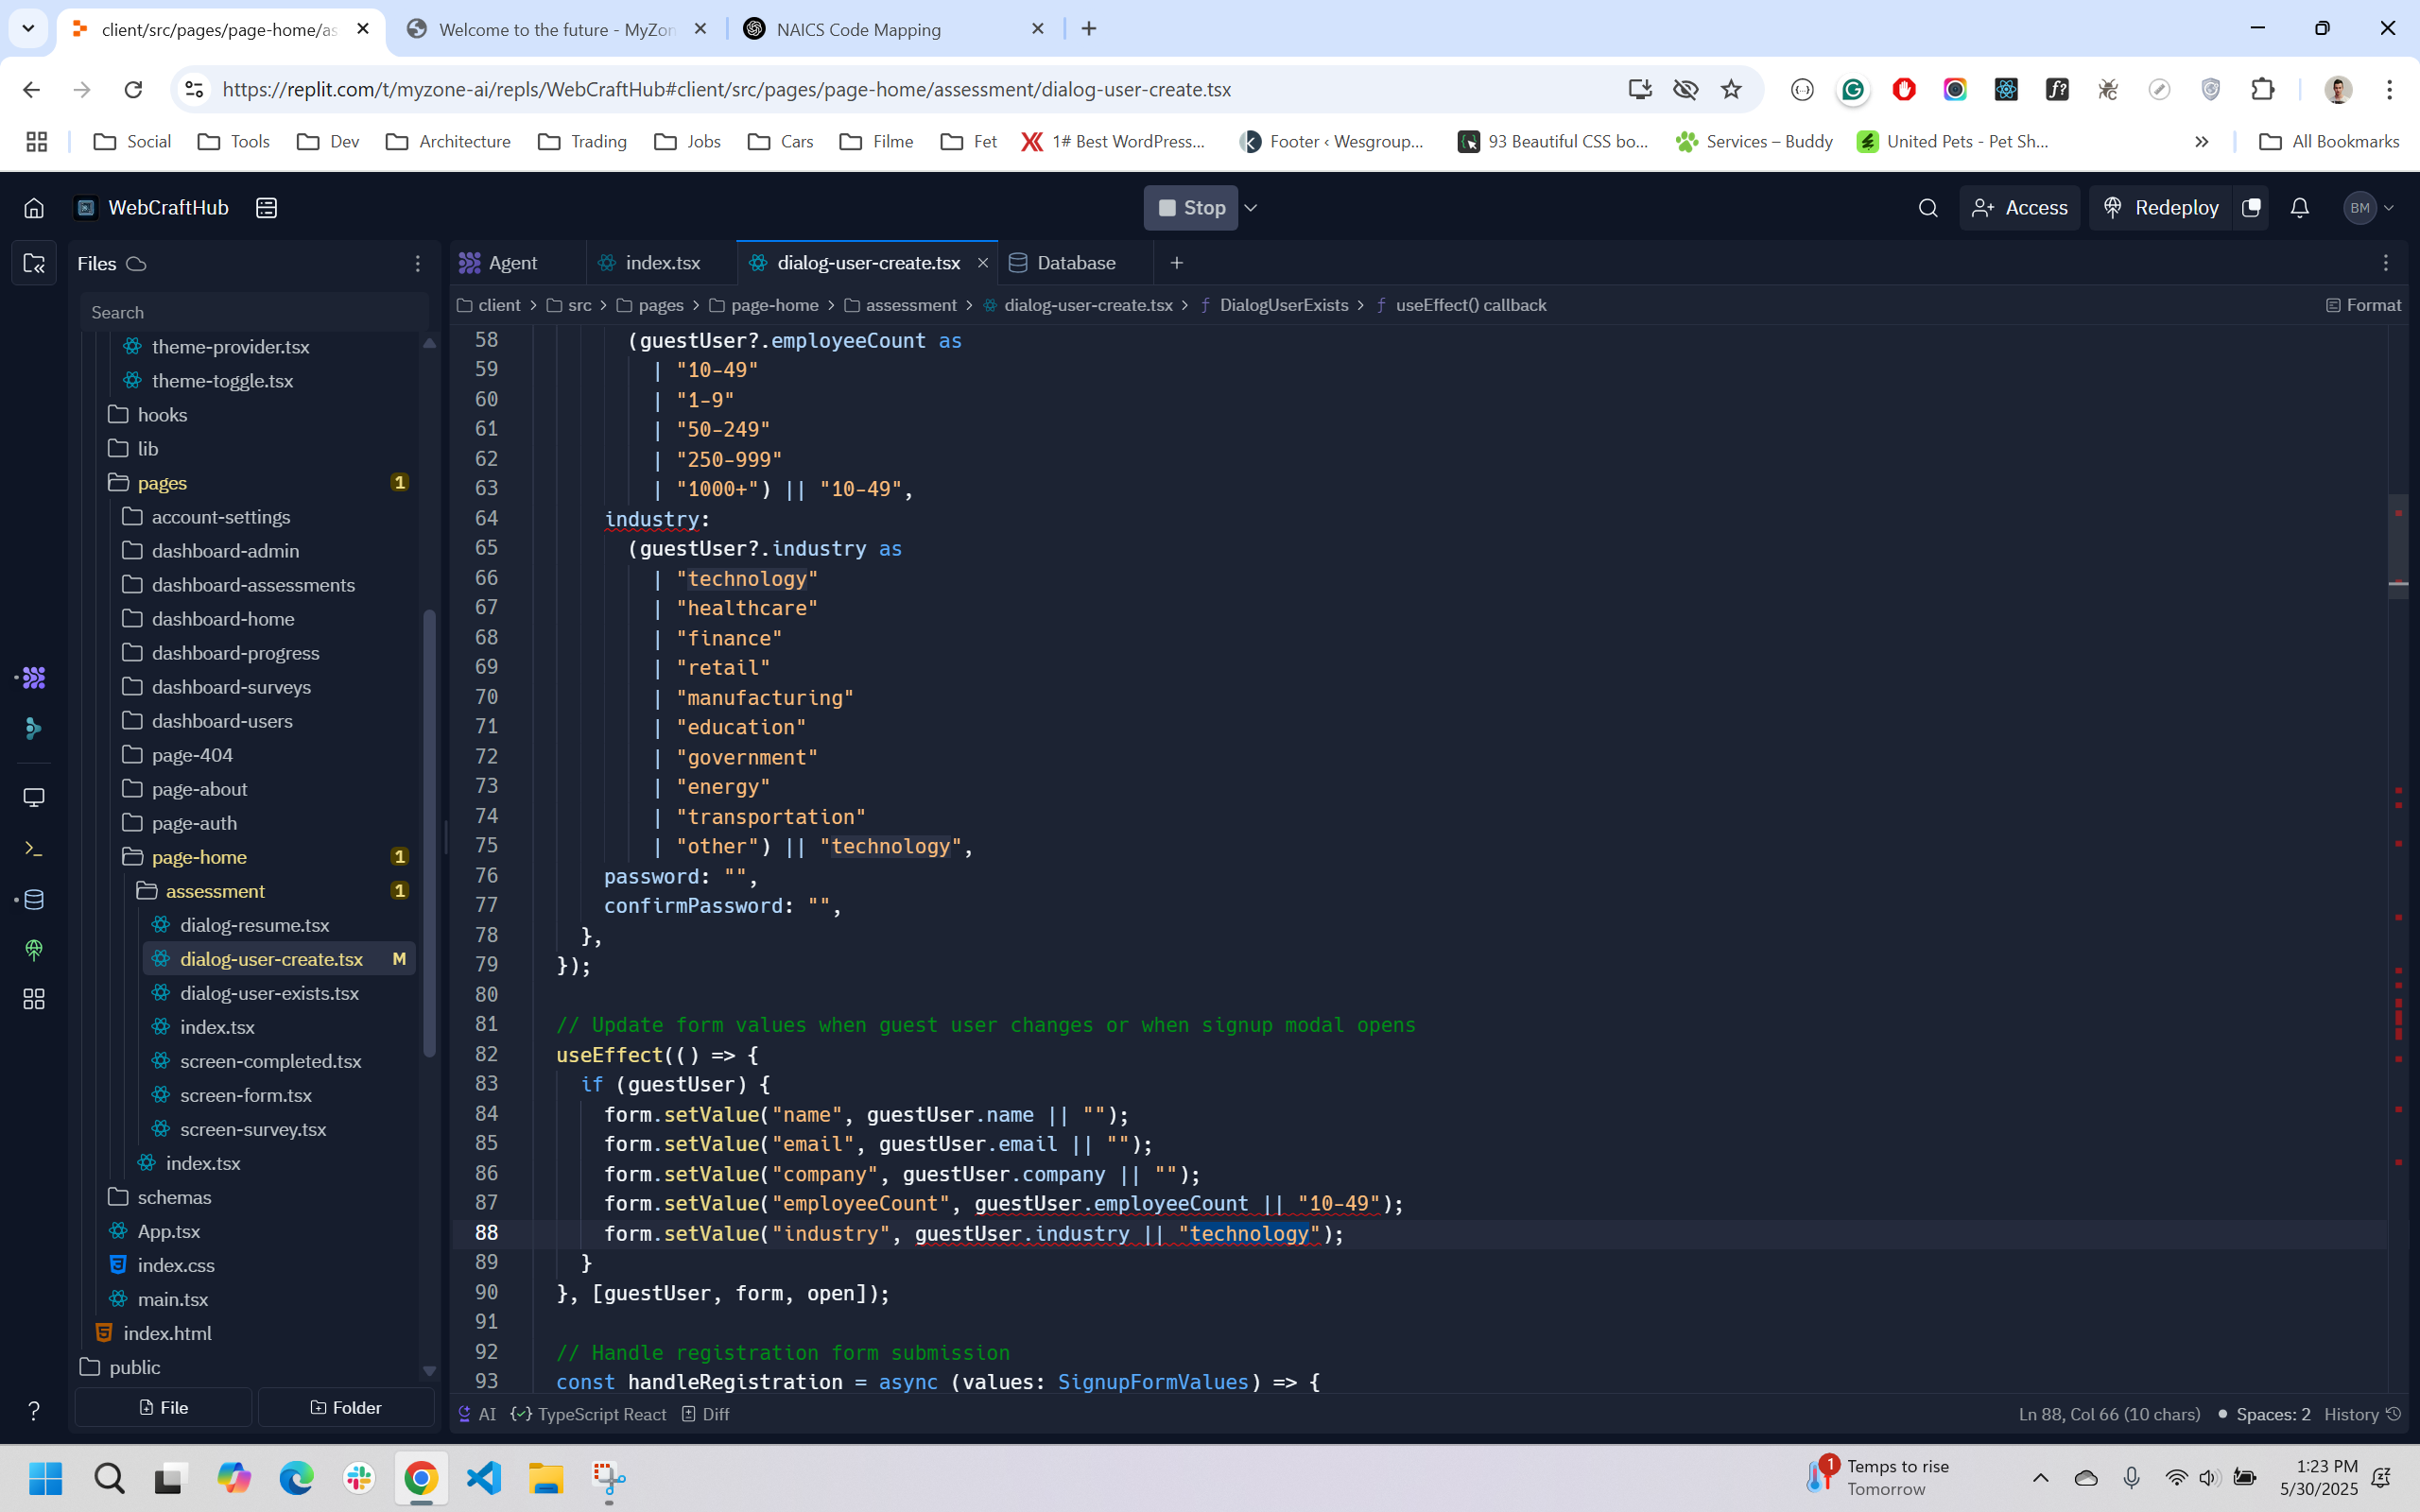 client/src/pages/page-home/as
Welcome to the future - MyZon
NAICS Code Mapping
https://replit.com/t/myzone-ai/repls/WebCraftHub#client/src/pages/page-home/assessment/dialog-user-create.tsx
Social
Tools
Dev
Architecture
Trading
Jobs
Cars
Filme
Fet
1# Best WordPress...
Footer ‹ Wesgroup...
93 Beautiful CSS bo...
Services – Buddy
United Pets - Pet Sh...
All Bookmarks
WebCraftHub
Stop
Access
Redeploy
BM
Files
Search
theme-provider.tsx
theme-toggle.tsx
hooks
lib
pages 1
account-settings
dashboard-admin
dashboard-assessments
dashboard-home
dashboard-progress
dashboard-surveys
dashboard-users
page-404
page-about
page-auth
page-home 1
assessment 1
dialog-resume.tsx
dialog-user-create.tsx M
dialog-user-exists.tsx
index.tsx
screen-completed.tsx
screen-form.tsx
screen-survey.tsx
index.tsx
schemas
App.tsx
index.css
main.tsx
index.html
public
File
Folder
Agent
index.tsx
dialog-user-create.tsx
Database
client › src › pages › page-home › assessment › dialog-user-create.tsx › f DialogUserExists › f useEffect() callback
Format
58 (guestUser?.employeeCount as
59 | "10-49"
60 | "1-9"
61 | "50-249"
62 | "250-999"
63 | "1000+") || "10-49",
64 industry:
65 (guestUser?.industry as
66 | "technology"
67 | "healthcare"
68 | "finance"
69 | "retail"
70 | "manufacturing"
71 | "education"
72 | "government"
73 | "energy"
74 | "transportation"
75 | "other") || "technology",
76 password: "",
77 confirmPassword: "",
78 },
79 });
80
81 // Update form values when guest user changes or when signup modal opens
82 useEffect(() => {
83 if (guestUser) {
84 form.setValue("name", guestUser.name || "");
85 form.setValue("email", guestUser.email || "");
86 form.setValue("company", guestUser.company || "");
87 form.setValue("employeeCount", guestUser.employeeCount || "10-49");
88 form.setValue("industry", guestUser.industry || "technology");
89 }
90 }, [guestUser, form, open]);
91
92 // Handle registration form submission
93 const handleRegistration = async (values: SignupFormValues) => {
AI
TypeScript React
Diff
Ln 88, Col 66 (10 chars)
Spaces: 2
History
1
Temps to rise
Tomorrow
1:23 PM
5/30/2025